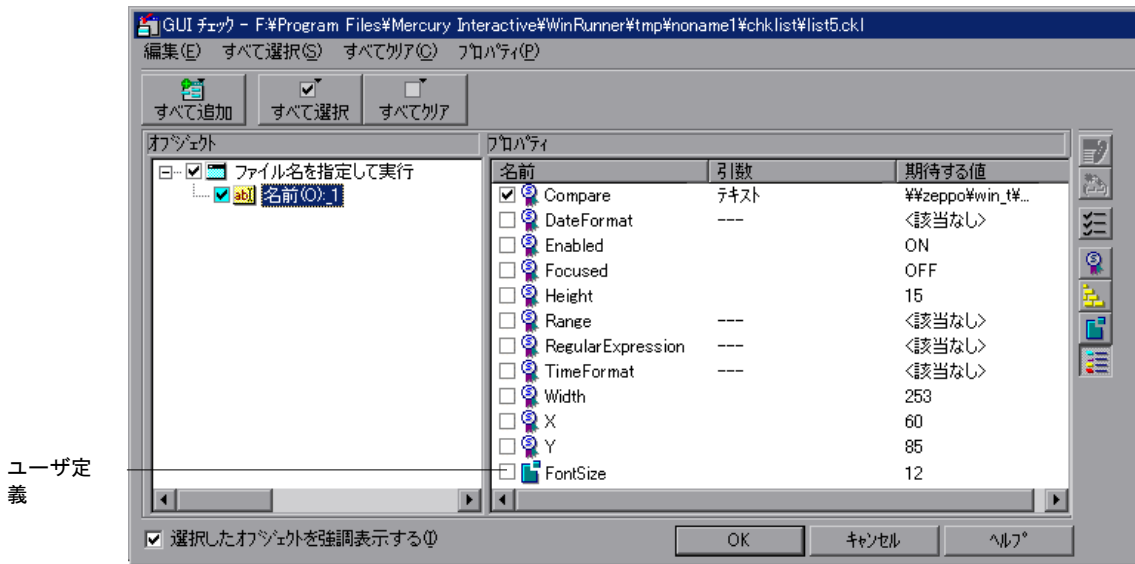 GUI ﾁｪｯｸ - F:¥Program Files¥Mercury Interactive¥WinRunner¥tmp¥noname1¥chklist¥list5.ckl
編集(E) すべて選択(S) すべてｸﾘｱ(C) ﾌﾟﾛﾊﾟﾃｨ(P)
すべて追加 すべて選択 すべてｸﾘｱ
ｵﾌﾞｼﾞｪｸﾄ
ファイル名を指定して実行
名前(O):_1
ﾌﾟﾛﾊﾟﾃｨ
名前 引数 期待する値
Compare ﾃｷｽﾄ ¥¥zeppo¥win_t¥...
DateFormat --- <該当なし>
Enabled ON
Focused OFF
Height 15
Range --- <該当なし>
RegularExpression --- <該当なし>
TimeFormat --- <該当なし>
Width 253
X 60
Y 85
FontSize 12
ユーザ定
義
選択したｵﾌﾞｼﾞｪｸﾄを強調表示する(I)
OK ｷｬﾝｾﾙ ﾍﾙﾌﾟ